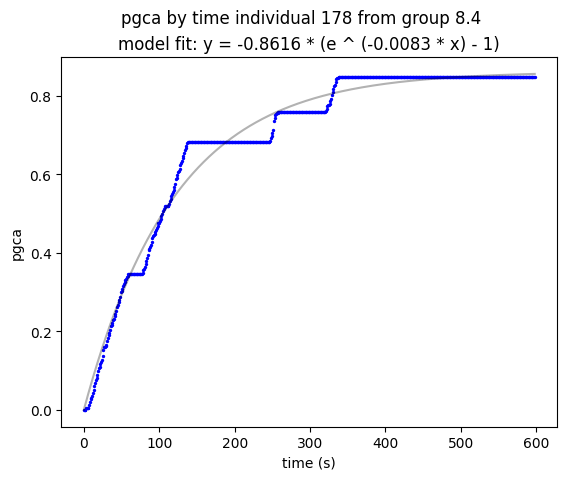 pgca by time individual 178 from group 8.4
model fit: y = -0.8616 * (e ^ (-0.0083 * x) - 1)
0.8
0.6
0.4
0.2
0.0
pgca
0 100 200 300 400 500 600
time (s)